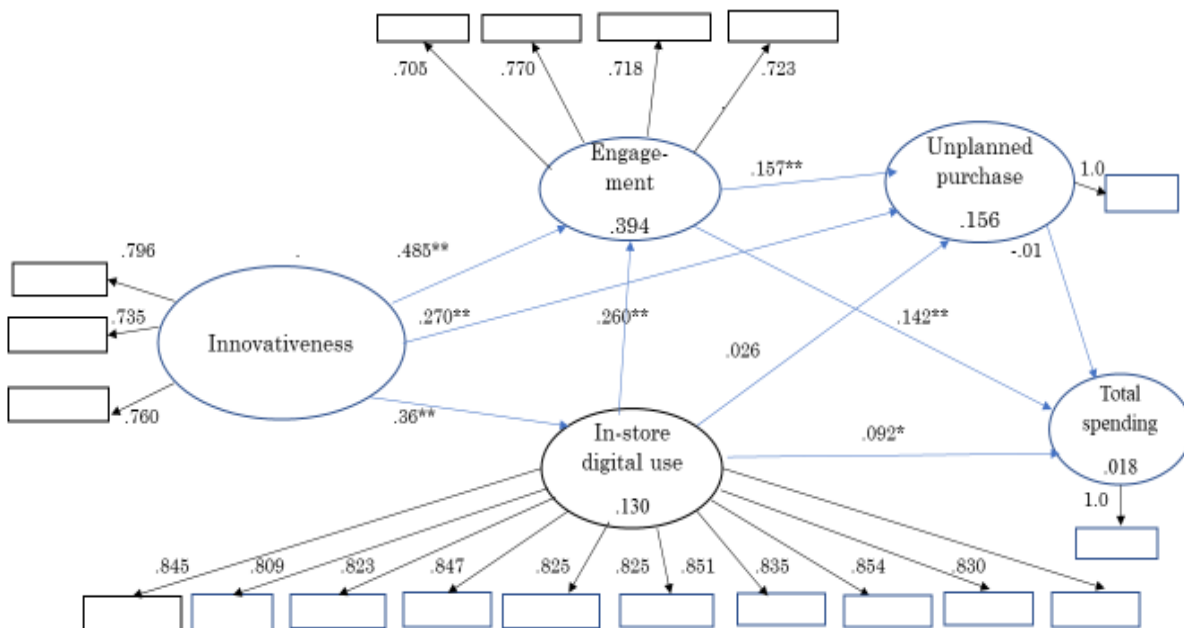 .705 .770 .718 .723
Engage-
ment
.394
.157**
Unplanned
purchase
.156
1.0
-.01
.796
.735
.760
Innovativeness
.485**
.270**
.260**
.142**
.026
.36**
In-store
digital use
.130
.092*
Total
spending
.018
1.0
.845 .809 .823 .847 .825 .825 .851 .835 .854 .830